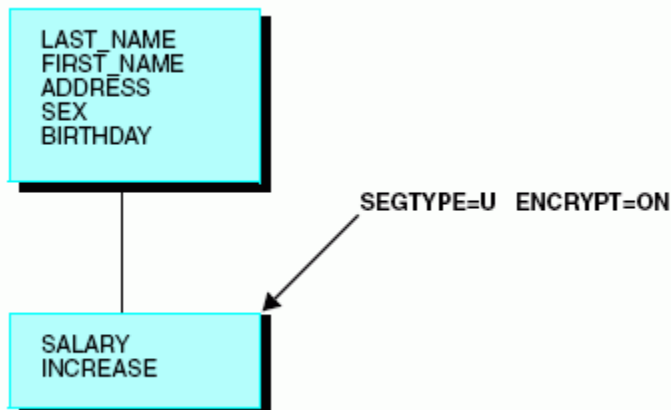 LAST_NAME
FIRST_NAME
ADDRESS
SEX
BIRTHDAY
SEGTYPE=U ENCRYPT=ON
SALARY
INCREASE